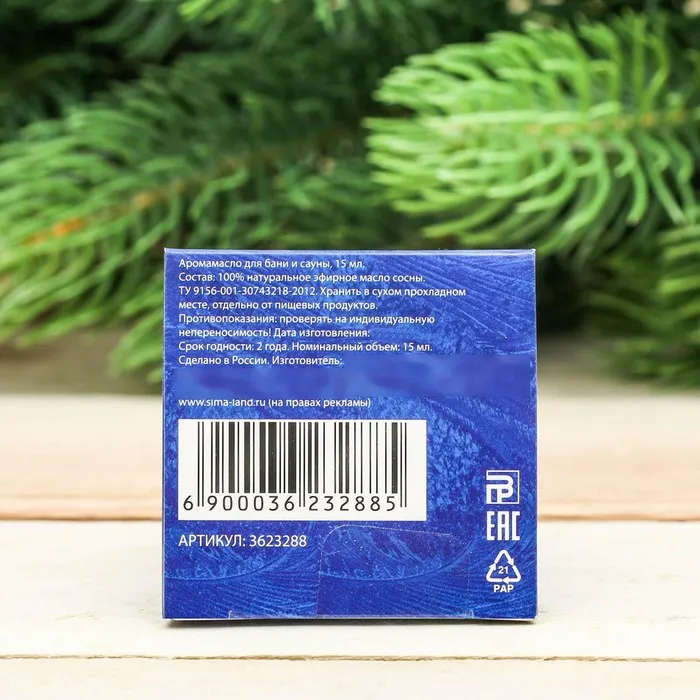 Аромамасло для бани и сауны, 15 мл.
Состав: 100% натуральное эфирное масло сосны.
ТУ 9156-001-30743218-2012. Хранить в сухом прохладном
месте, отдельно от пищевых продуктов.
Противопоказания: проверять на индивидуальную
непереносимость! Дата изготовления:
Срок годности: 2 года. Номинальный объем: 15 мл.
Сделано в России. Изготовитель:
www.sima-land.ru (на правах рекламы)
6 900036 232885
АРТИКУЛ: 3623288
EAC
21
PAP